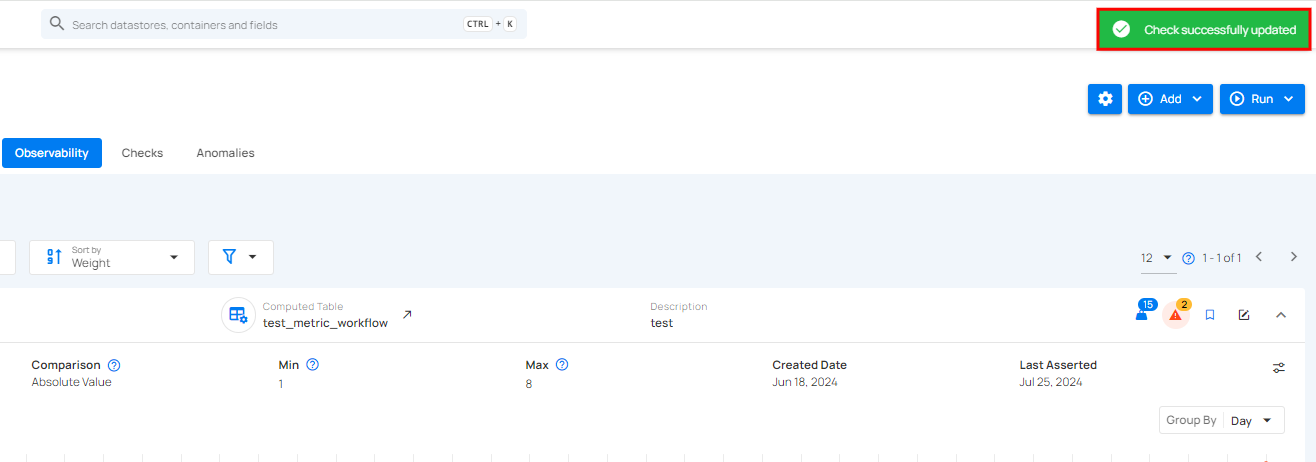 Search datastores, containers and fields CTRL + K
Check successfully updated
Add Run
Observability Checks Anomalies
Sort by
Weight
12 1 - 1 of 1
Computed Table Description
test_metric_workflow test
15 2
Comparison Min Max Created Date Last Asserted
Absolute Value 1 8 Jun 18, 2024 Jul 25, 2024
Group By Day